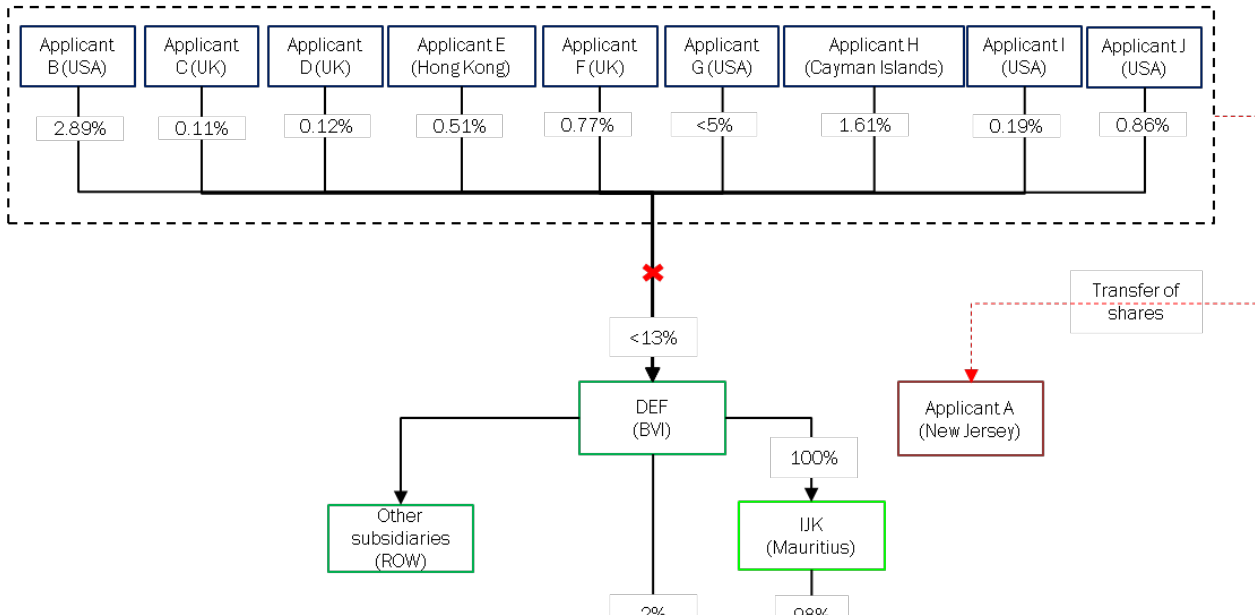 Applicant
B (USA)
Applicant
C (UK)
Applicant
D (UK)
Applicant E
(Hong Kong)
Applicant
F (UK)
Applicant
G (USA)
Applicant H
(Cayman Islands)
Applicant I
(USA)
Applicant J
(USA)
2.89%
0.11%
0.12%
0.51%
0.77%
<5%
1.61%
0.19%
0.86%
Transfer of
shares
<13%
DEF
(BVI)
Applicant A
(New Jersey)
100%
Other
subsidiaries
(ROW)
IJK
(Mauritius)
2%
98%